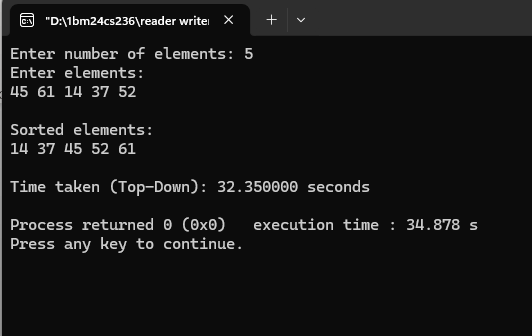 "D:\1bm24cs236\reader writer
Enter number of elements: 5
Enter elements:
45 61 14 37 52
Sorted elements:
14 37 45 52 61
Time taken (Top-Down): 32.350000 seconds
Process returned 0 (0x0)   execution time : 34.878 s
Press any key to continue.